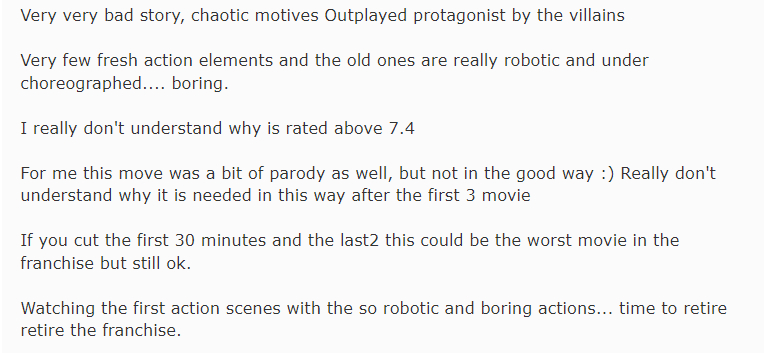 Very very bad story, chaotic motives Outplayed protagonist by the villains
Very few fresh action elements and the old ones are really robotic and under
choreographed.... boring.
I really don't understand why is rated above 7.4
For me this move was a bit of parody as well, but not in the good way :) Really don't
understand why it is needed in this way after the first 3 movie
If you cut the first 30 minutes and the last2 this could be the worst movie in the
franchise but still ok.
Watching the first action scenes with the so robotic and boring actions... time to retire
retire the franchise.